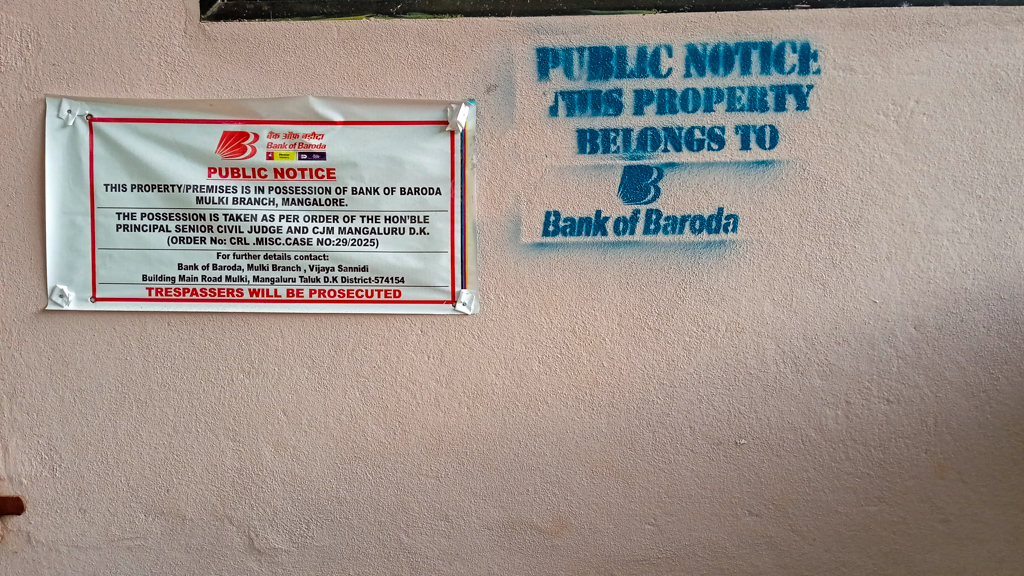 बैंक ऑफ़ बड़ौदा
Bank of Baroda
PUBLIC NOTICE
THIS PROPERTY/PREMISES IS IN POSSESSION OF BANK OF BARODA
MULKI BRANCH, MANGALORE.
THE POSSESSION IS TAKEN AS PER ORDER OF THE HON'BLE
PRINCIPAL SENIOR CIVIL JUDGE AND CJM MANGALURU D.K.
(ORDER No: CRL .MISC.CASE NO:29/2025)
For further details contact:
Bank of Baroda, Mulki Branch , Vijaya Sannidi
Building Main Road Mulki, Mangaluru Taluk D.K District-574154
TRESPASSERS WILL BE PROSECUTED
PUBLIC NOTICE
THIS PROPERTY
BELONGS TO
Bank of Baroda